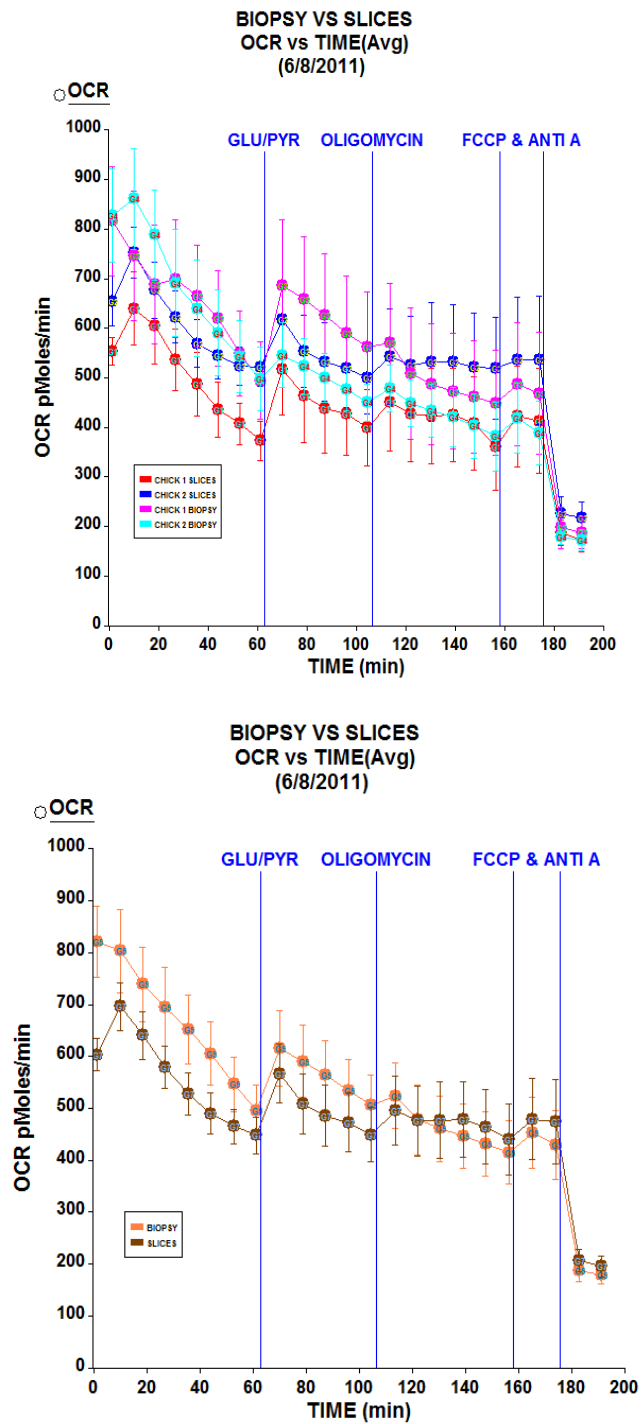 BIOPSY VS SLICES
OCR vs TIME(Avg)
(6/8/2011)
OCR
GLU/PYR OLIGOMYCIN FCCP & ANTI A
1000
900
800
700
600
500
400
300
200
100
0
OCR pMoles/min
CHICK 1 SLICES
CHICK 2 SLICES
CHICK 1 BIOPSY
CHICK 2 BIOPSY
0 20 40 60 80 100 120 140 160 180 200
TIME (min)
BIOPSY VS SLICES
OCR vs TIME(Avg)
(6/8/2011)
OCR
GLU/PYR OLIGOMYCIN FCCP & ANTI A
1000
900
800
700
600
500
400
300
200
100
0
OCR pMoles/min
BIOPSY
SLICES
0 20 40 60 80 100 120 140 160 180 200
TIME (min)